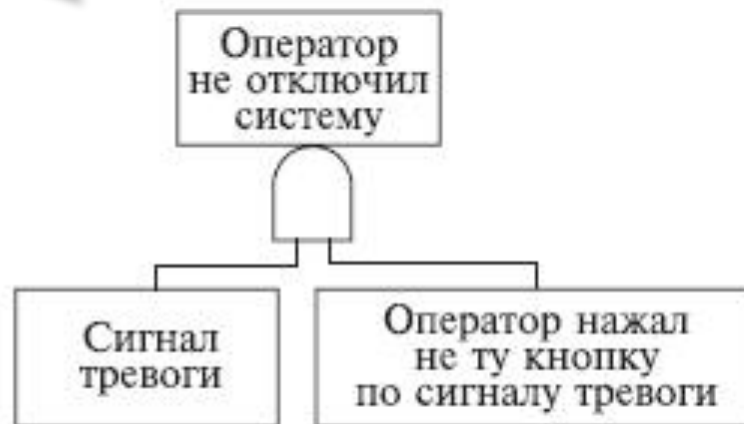 Оператор
не отключил
систему
Сигнал
тревоги
Оператор нажал
не ту кнопку
по сигналу тревоги